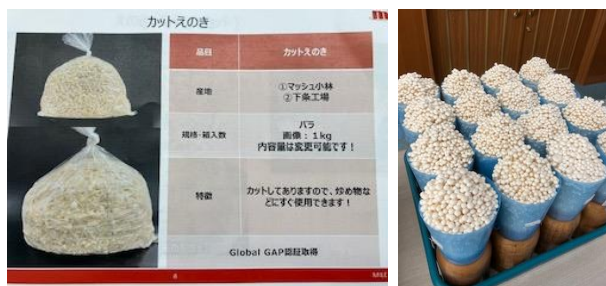 カットえのき
品目
カットえのき
産地
①マッシュ小林
②下条工場
規格・箱入数
バラ
画像：1kg
内容量は変更可能です！
特徴
カットしてありますので、炒め物な
どにすぐ使用できます！
Global GAP認証取得